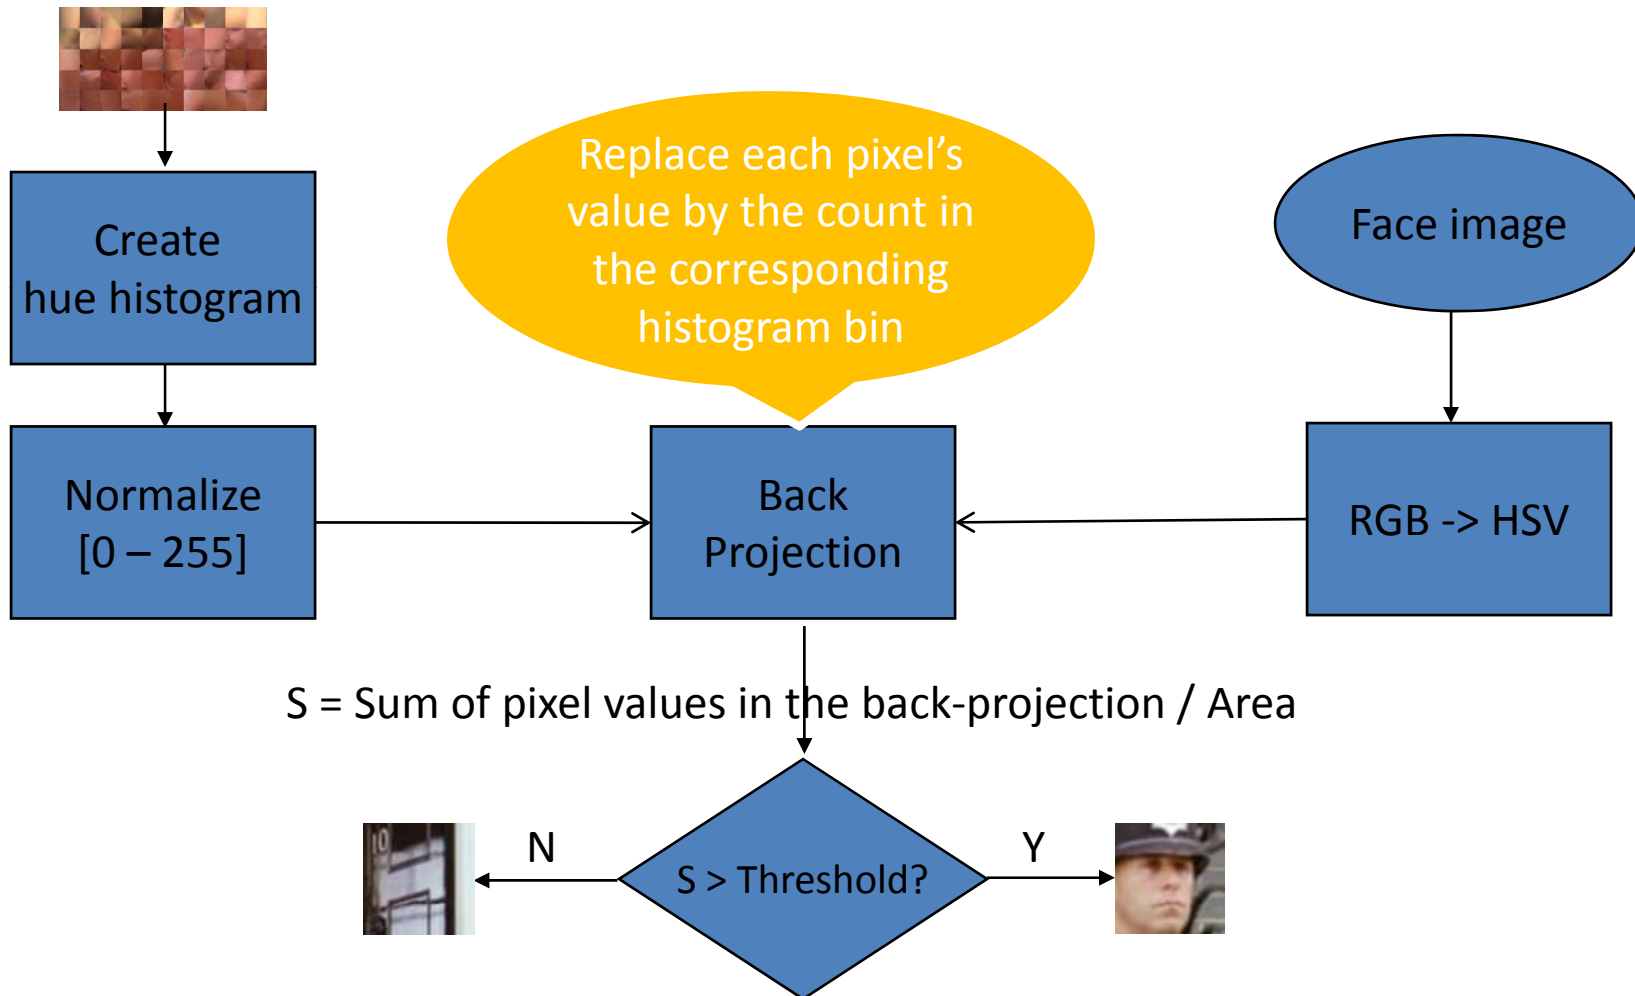 Create
hue histogram
Replace each pixel’s
value by the count in
the corresponding
histogram bin
Face image
Normalize
[0 – 255]
Back
Projection
RGB -> HSV
S = Sum of pixel values in the back-projection / Area
10
N
S > Threshold?
Y